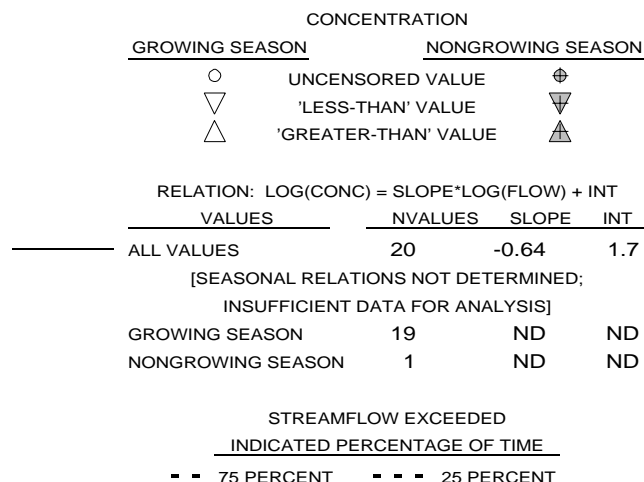 CONCENTRATION
GROWING SEASON NONGROWING SEASON
UNCENSORED VALUE
'LESS-THAN' VALUE
'GREATER-THAN' VALUE
RELATION: LOG(CONC) = SLOPE*LOG(FLOW) + INT
VALUES NVALUES SLOPE INT
ALL VALUES 20 -0.64 1.7
[SEASONAL RELATIONS NOT DETERMINED;
INSUFFICIENT DATA FOR ANALYSIS]
GROWING SEASON 19 ND ND
NONGROWING SEASON 1 ND ND
STREAMFLOW EXCEEDED
INDICATED PERCENTAGE OF TIME
75 PERCENT 25 PERCENT